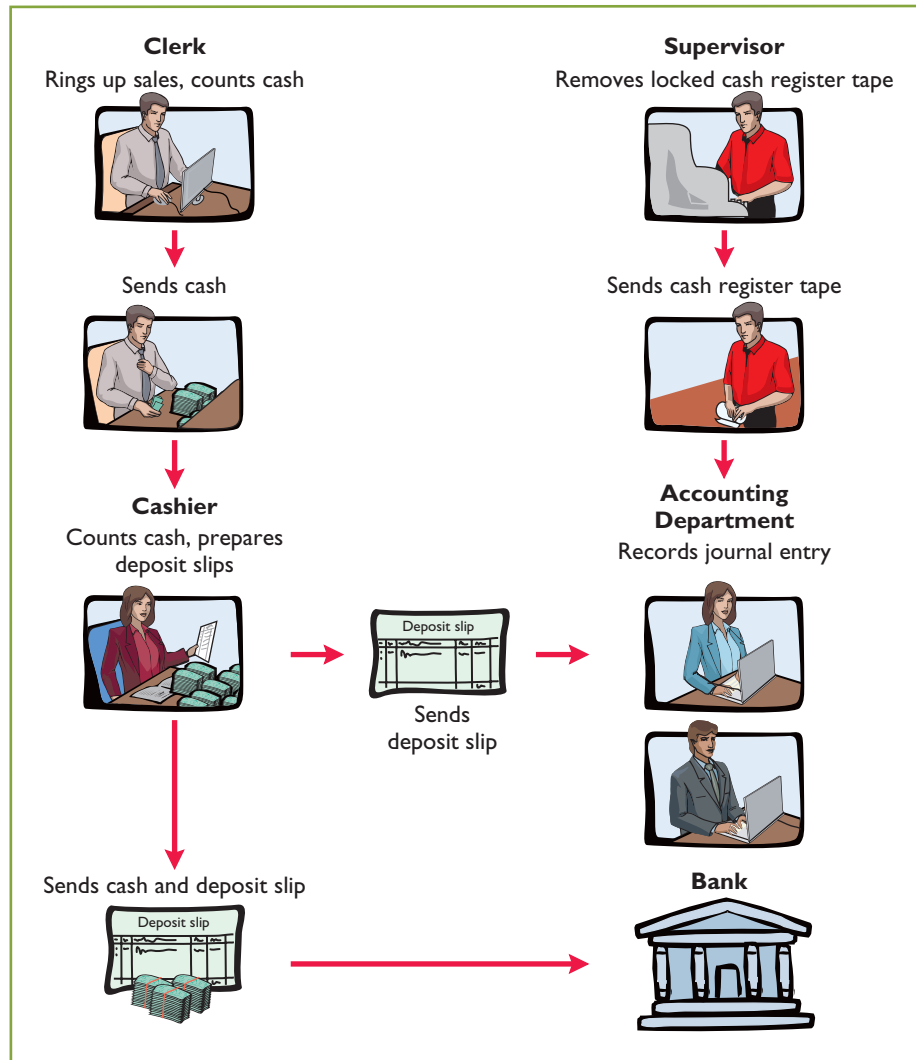 Clerk
Rings up sales, counts cash
Supervisor
Removes locked cash register tape
Sends cash
Sends cash register tape
Cashier
Counts cash, prepares
deposit slips
Accounting
Department
Records journal entry
Deposit slip
Sends
deposit slip
Sends cash and deposit slip
Deposit slip
Bank